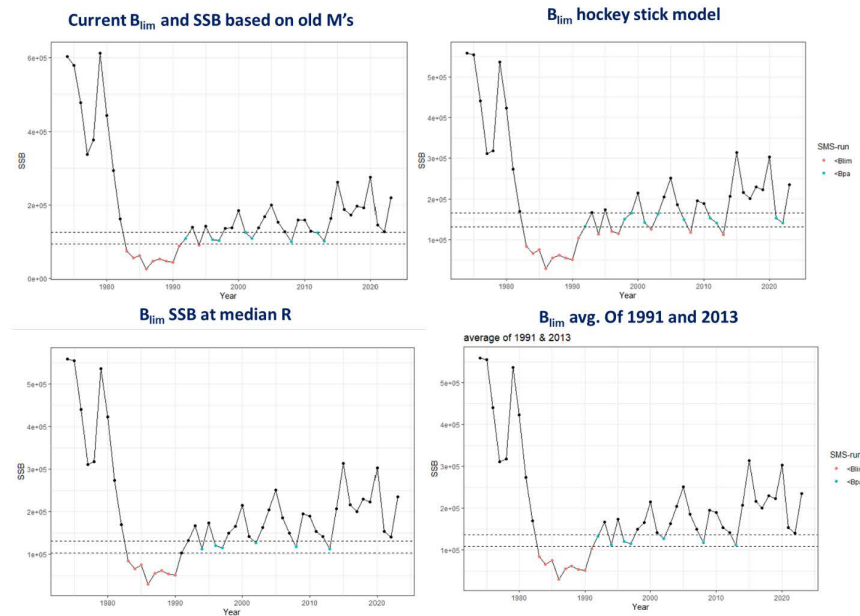 Current Blim and SSB based on old M's
Blim hockey stick model
6e+05
4e+05
2e+05
0e+00
SSB
1980
1990
2000
2010
2020
Year
5e+05
4e+05
3e+05
2e+05
1e+05
SSB
1980
1990
2000
2010
2020
Year
SMS-run
<Blim
<Bpa
Blim SSB at median R
Blim avg. Of 1991 and 2013
average of 1991 & 2013
5e+05
4e+05
3e+05
2e+05
1e+05
SSB
1980
1990
2000
2010
2020
Year
5e+05
4e+05
3e+05
2e+05
1e+05
SSB
1980
1990
2000
2010
2020
Year
SMS-run
<Blin
<Bpa